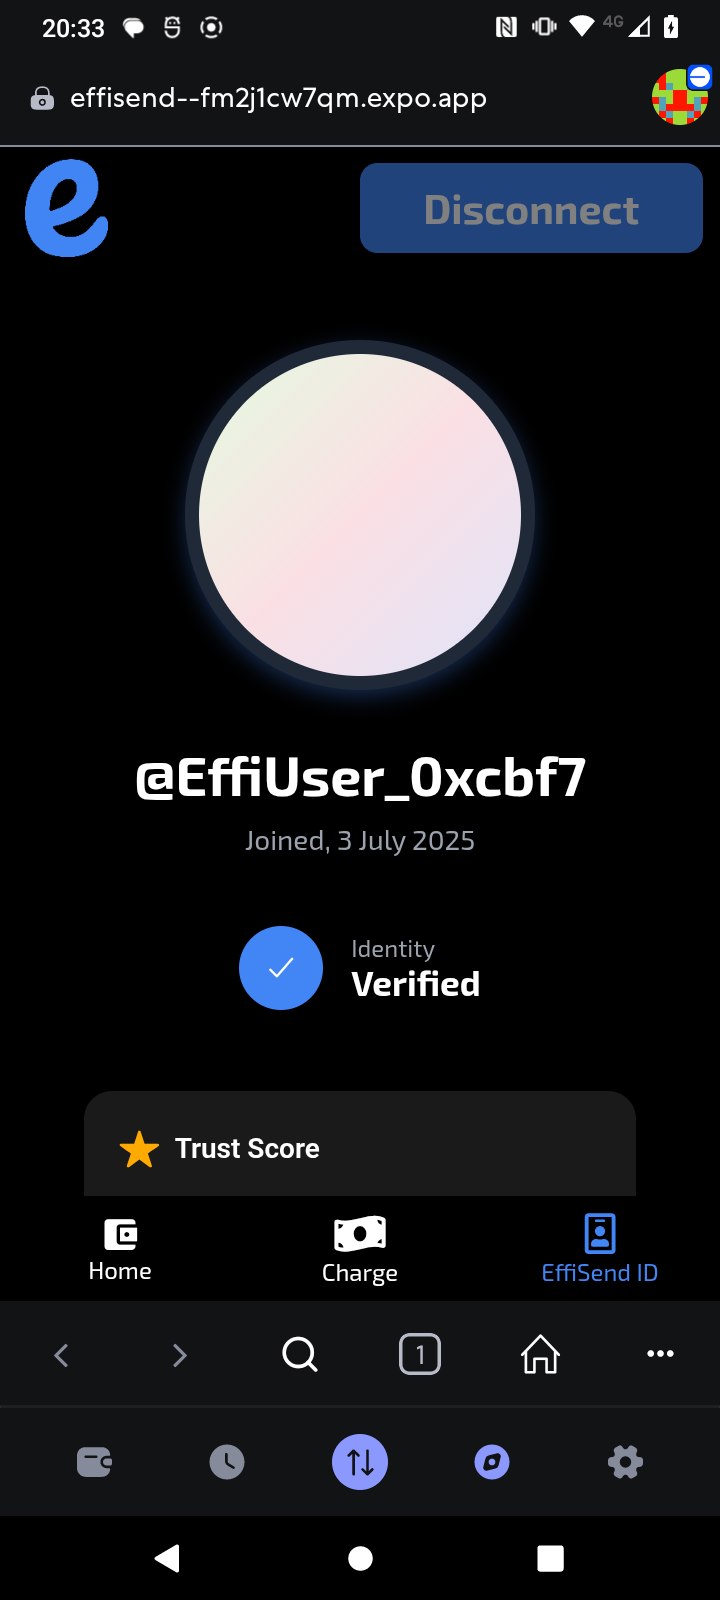 20:33
4G
effisend--fm2j1cw7qm.expo.app
e
Disconnect
@EffiUser_0xcbf7
Joined, 3 July 2025
Identity
Verified
Trust Score
Home
Charge
EffiSend ID
1